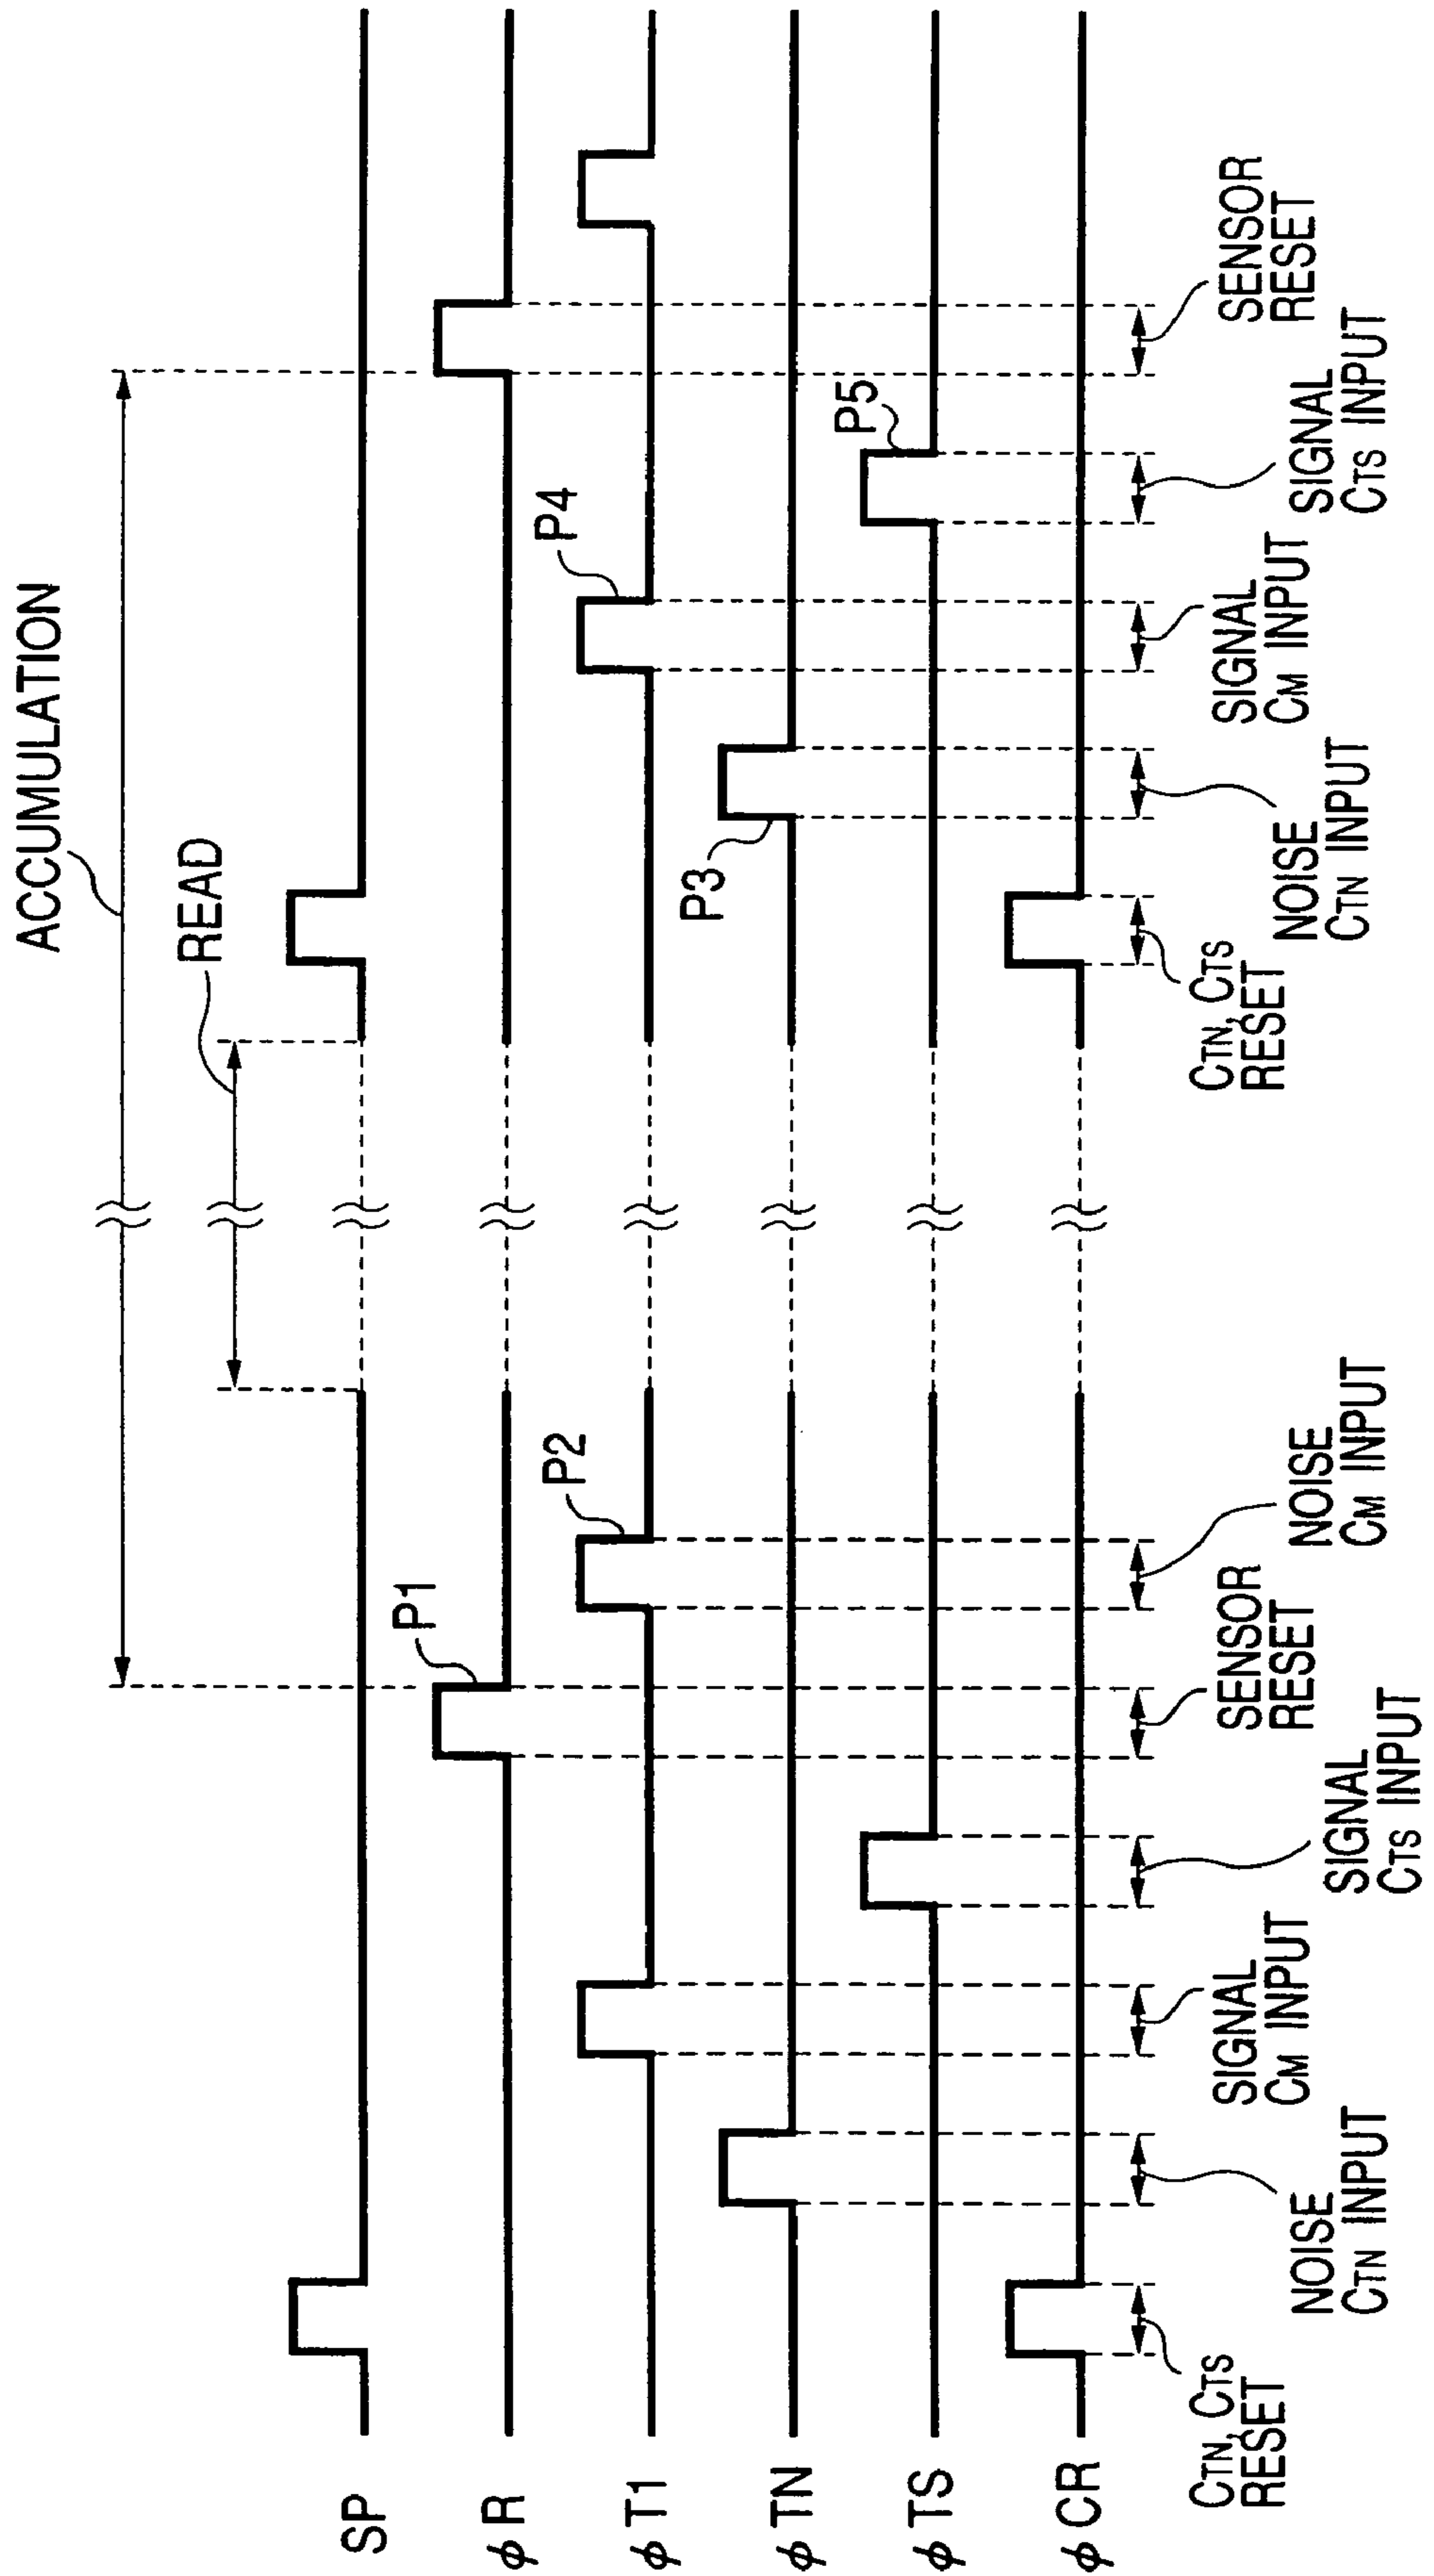 ACCUMULATION
READ
SP
φR
P1
φT1
P2
P4
φTN
P3
φTS
P5
φCR
CTN, CTS
RESET
NOISE
CTN INPUT
SIGNAL
CM INPUT
SIGNAL
CTS INPUT
SENSOR
RESET
NOISE
CM INPUT
CTN, CTS
RESET
NOISE
CTN INPUT
SIGNAL
CM INPUT
SIGNAL
CTS INPUT
SENSOR
RESET